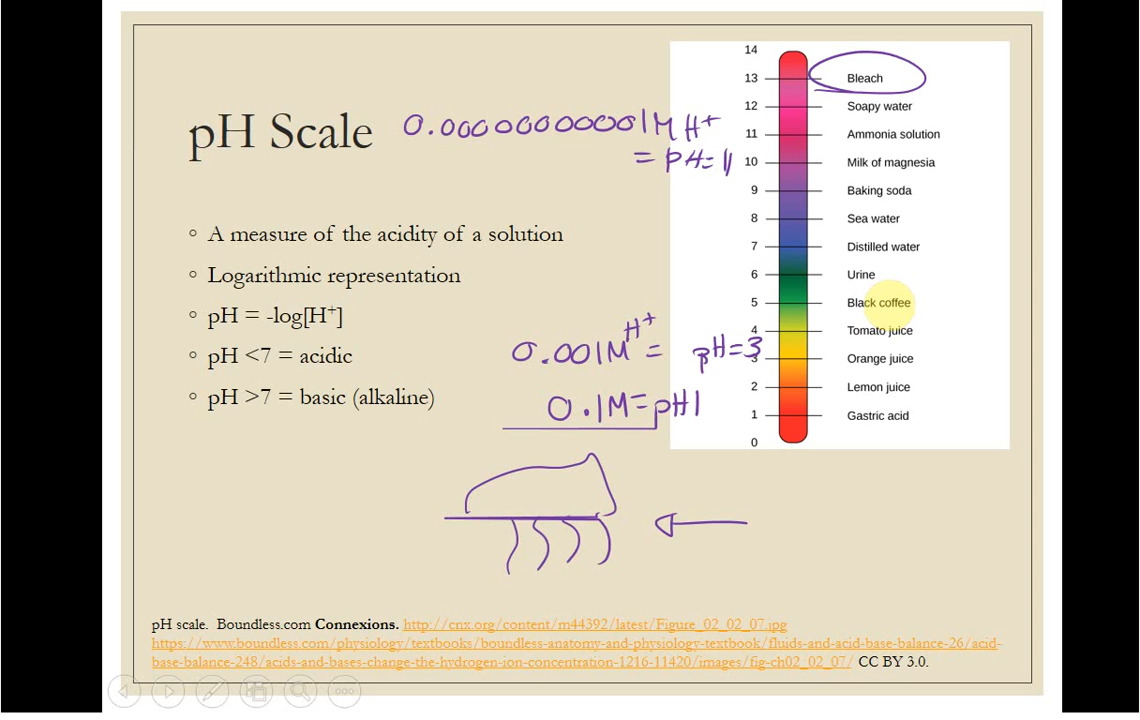 pH Scale
0.00000000001M H+
= pH=11
◦ A measure of the acidity of a solution
◦ Logarithmic representation
◦ pH = -log[H⁺]
◦ pH <7 = acidic
◦ pH >7 = basic (alkaline)
0.001M H+ = pH=3
0.1M = pH1
14
13 Bleach
12 Soapy water
11 Ammonia solution
10 Milk of magnesia
9 Baking soda
8 Sea water
7 Distilled water
6 Urine
5 Black coffee
4 Tomato juice
3 Orange juice
2 Lemon juice
1 Gastric acid
0
pH scale. Boundless.com Connexions. http://cnx.org/content/m44392/latest/Figure_02_02_07.jpg
https://www.boundless.com/physiology/textbooks/boundless-anatomy-and-physiology-textbook/fluids-and-acid-base-balance-26/acid-
base-balance-248/acids-and-bases-change-the-hydrogen-ion-concentration-1216-11420/images/fig-ch02_02_07/ CC BY 3.0.